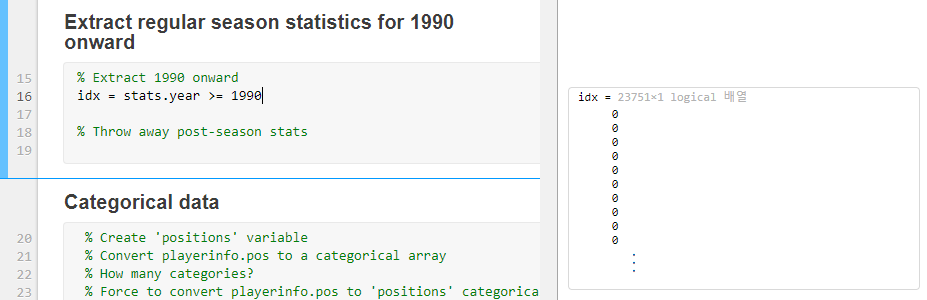 Extract regular season statistics for 1990
onward
15 % Extract 1990 onward
16 idx = stats.year >= 1990
17
18 % Throw away post-season stats
19
Categorical data
20 % Create 'positions' variable
21 % Convert playerinfo.pos to a categorical array
22 % How many categories?
23 % Force to convert playerinfo.pos to 'positions' categorica
idx = 23751×1 logical 배열
0
0
0
0
0
0
0
0
0
0
⋮